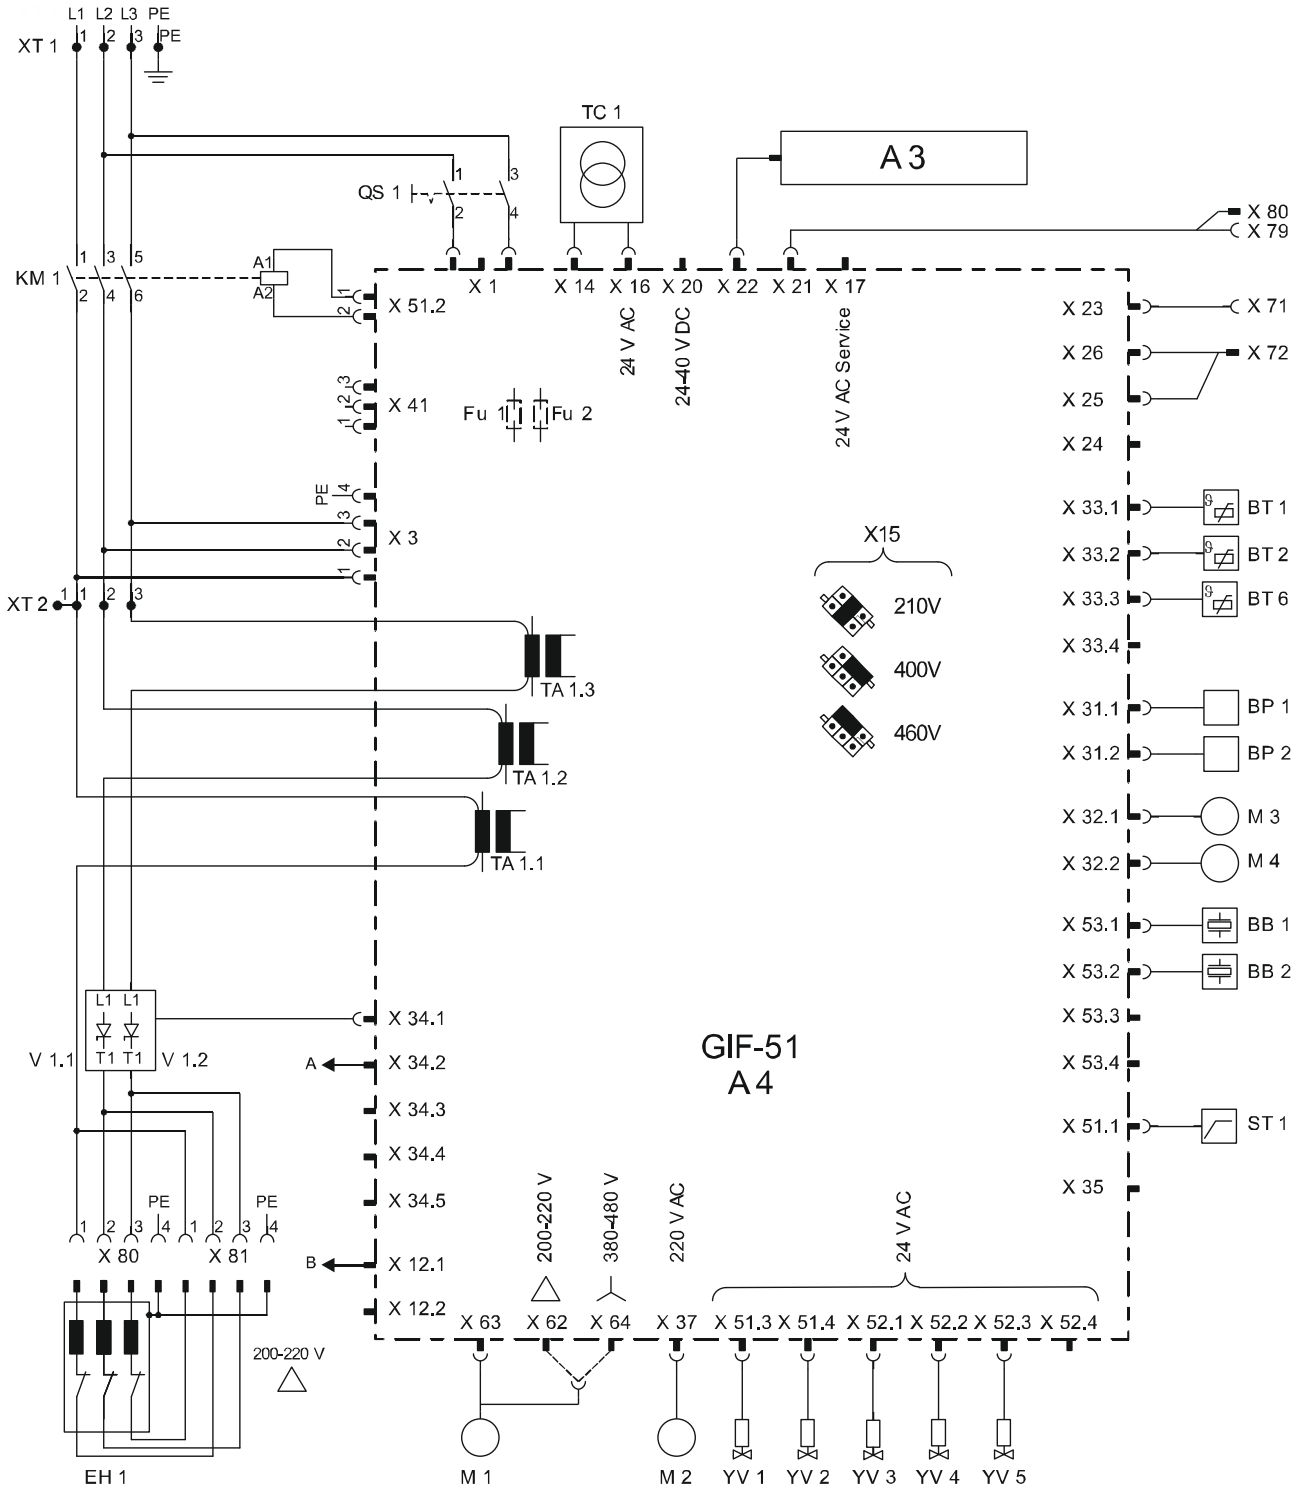 L1 L2 L3 PE
XT 1 1 2 3 PE
TC 1
A 3
QS 1 1 3
2 4
X 80
X 79
KM 1 1 3 5 A1
2 4 6 A2
X 51.2 1 2
X 1 X 14 X 16 X 20 X 22 X 21 X 17
24 V AC
24-40 VDC
24 V AC Service
X 23 X 71
X 26 X 72
X 25
X 24
X 41 3 2 1
Fu 1 Fu 2
PE 4
3
X 3 2
1
XT 2 1 1 2 3
X 33.1 BT 1
X 33.2 BT 2
X 33.3 BT 6
X 33.4
ϑ
ϑ
ϑ
X15
210V
400V
460V
TA 1.3
TA 1.2
TA 1.1
X 31.1 BP 1
X 31.2 BP 2
X 32.1 M 3
X 32.2 M 4
X 53.1 BB 1
X 53.2 BB 2
X 53.3
X 53.4
X 51.1 ST 1
X 35
GIF-51
A 4
L1 L1
T1 T1
V 1.1 V 1.2
X 34.1
A X 34.2
X 34.3
X 34.4
X 34.5
B X 12.1
X 12.2
PE PE
1 2 3 4 1 2 3 4
X 80 X 81
200-220 V
EH 1
200-220 V
380-480 V
220 V AC
24 V AC
X 63 X 62 X 64 X 37 X 51.3 X 51.4 X 52.1 X 52.2 X 52.3 X 52.4
M 1 M 2 YV 1 YV 2 YV 3 YV 4 YV 5